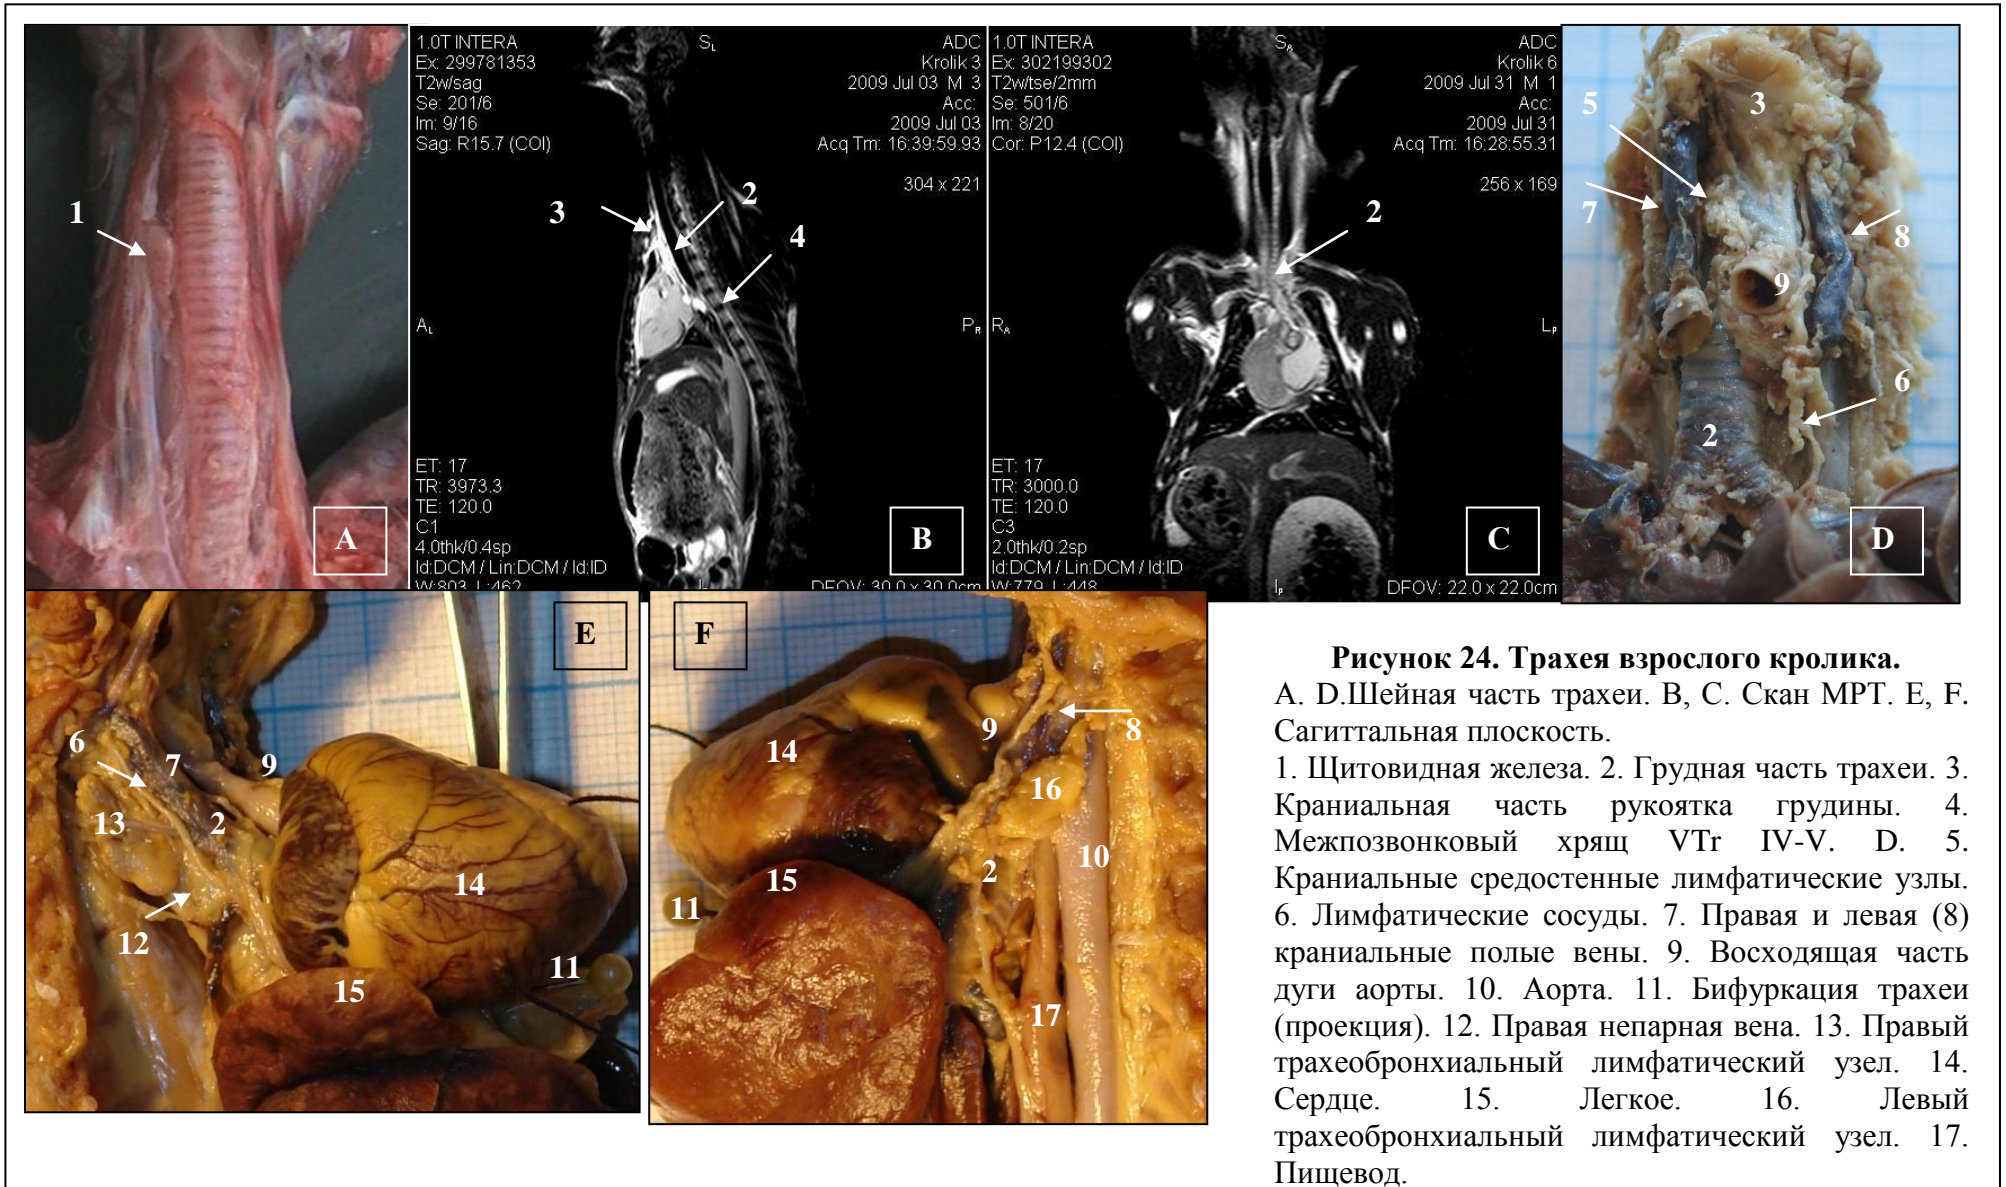 1
A
1.0T INTERA
Ex: 299781353
T2w/sag
Se: 201/6
Im: 9/16
Sag: R15.7 (COI)
SL
ADC
Krolik 3
2009 Jul 03 M 3
Acc:
2009 Jul 03
Acq Tm: 16:39:59.93
304 x 221
3
2
4
AL
PR
ET: 17
TR: 3973.3
TE: 120.0
C1
4.0thk/0.4sp
Id:DCM / Lin:DCM / Id:ID
W:803 L:462
DFOV: 30.0 x 30.0cm
B
1.0T INTERA
Ex: 302199302
T2w/tse/2mm
Se: 501/6
Im: 8/20
Cor: P12.4 (COI)
SA
ADC
Krolik 6
2009 Jul 31 M 1
Acc:
2009 Jul 31
Acq Tm: 16:28:55.31
256 x 169
2
RA
LP
ET: 17
TR: 3000.0
TE: 120.0
C3
2.0thk/0.2sp
Id:DCM / Lin:DCM / Id:ID
W:779 L:448
IP
DFOV: 22.0 x 22.0cm
C
5
3
7
8
9
6
2
D
E
6
7
9
13
2
14
12
11
15
F
9
8
14
16
2
10
15
11
17
Рисунок 24. Трахея взрослого кролика.
A. D.Шейная часть трахеи. B, C. Скан МРТ. E, F.
Сагиттальная плоскость.
1. Щитовидная железа. 2. Грудная часть трахеи. 3.
Краниальная часть рукоятка грудины. 4.
Межпозвонковый хрящ VTr IV-V. D. 5.
Краниальные средостенные лимфатические узлы.
6. Лимфатические сосуды. 7. Правая и левая (8)
краниальные полые вены. 9. Восходящая часть
дуги аорты. 10. Аорта. 11. Бифуркация трахеи
(проекция). 12. Правая непарная вена. 13. Правый
трахеобронхиальный лимфатический узел. 14.
Сердце. 15. Легкое. 16. Левый
трахеобронхиальный лимфатический узел. 17.
Пищевод.